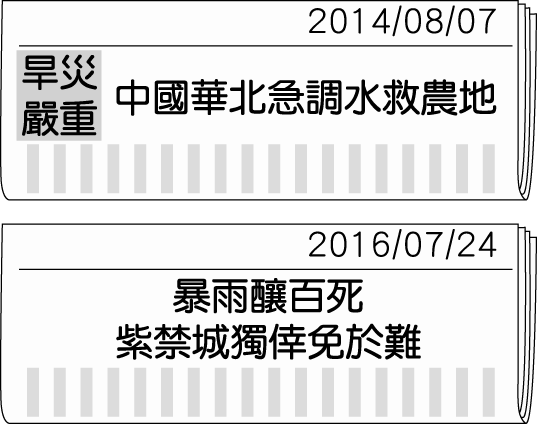 2014/08/07
旱災
嚴重
中國華北急調水救農地
2016/07/24
暴雨釀百死
紫禁城獨倖免於難